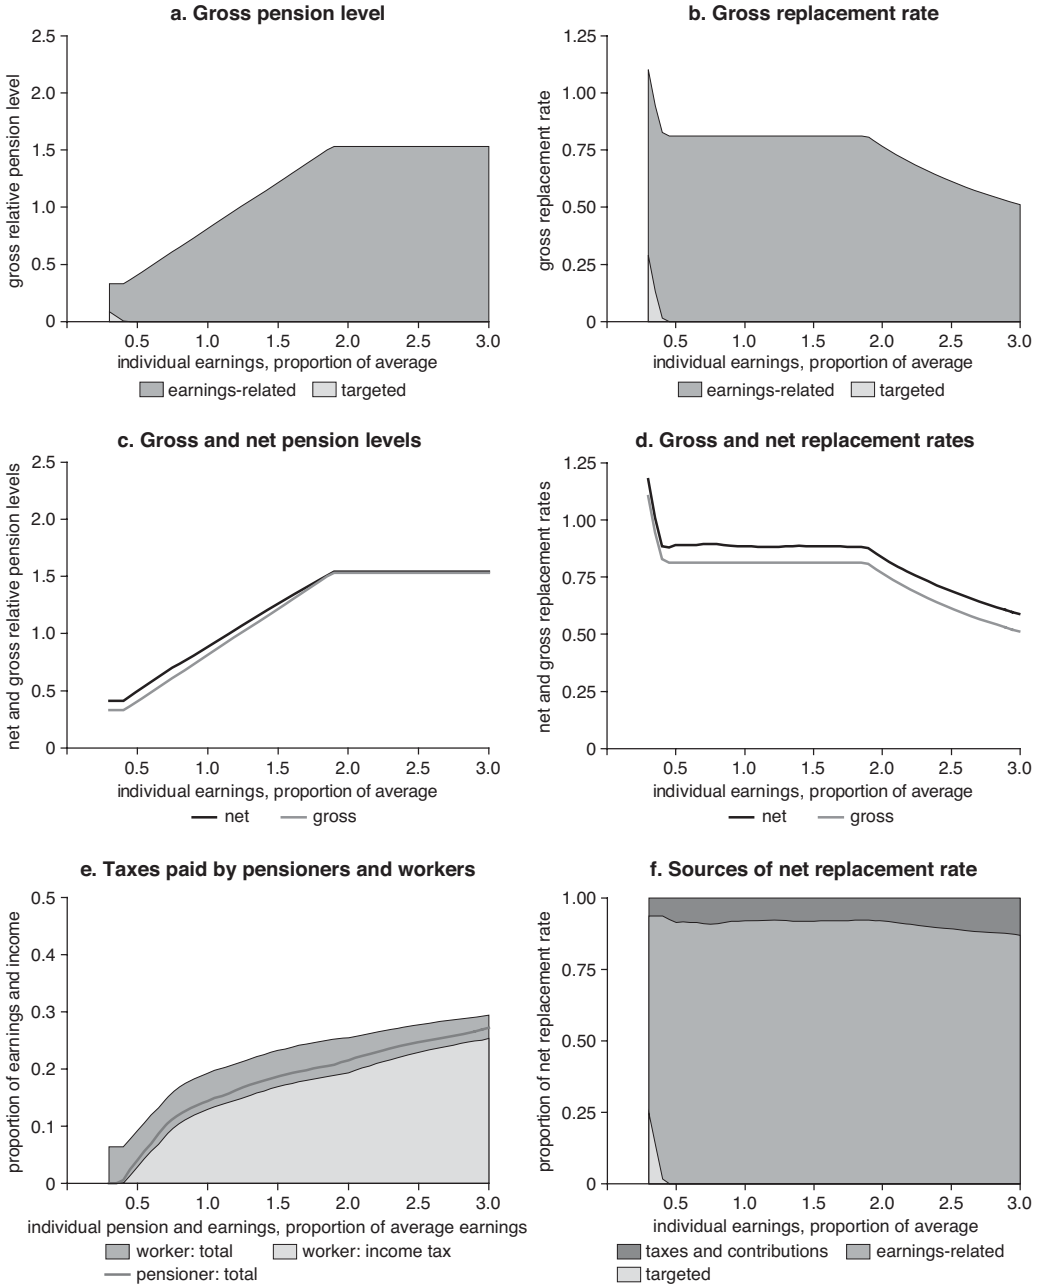 a. Gross pension level
gross relative pension level
2.5
2.0
1.5
1.0
0.5
0
0.5 1.0 1.5 2.0 2.5 3.0
individual earnings, proportion of average
earnings-related targeted
b. Gross replacement rate
gross replacement rate
1.25
1.00
0.75
0.50
0.25
0
0.5 1.0 1.5 2.0 2.5 3.0
individual earnings, proportion of average
earnings-related targeted
c. Gross and net pension levels
net and gross relative pension levels
2.5
2.0
1.5
1.0
0.5
0
0.5 1.0 1.5 2.0 2.5 3.0
individual earnings, proportion of average
net gross
d. Gross and net replacement rates
net and gross replacement rates
1.25
1.00
0.75
0.50
0.25
0
0.5 1.0 1.5 2.0 2.5 3.0
individual earnings, proportion of average
net gross
e. Taxes paid by pensioners and workers
proportion of earnings and income
0.5
0.4
0.3
0.2
0.1
0
0.5 1.0 1.5 2.0 2.5 3.0
individual pension and earnings, proportion of average earnings
worker: total worker: income tax
pensioner: total
f. Sources of net replacement rate
proportion of net replacement rate
1.00
0.75
0.50
0.25
0
0.5 1.0 1.5 2.0 2.5 3.0
individual earnings, proportion of average
taxes and contributions earnings-related
targeted